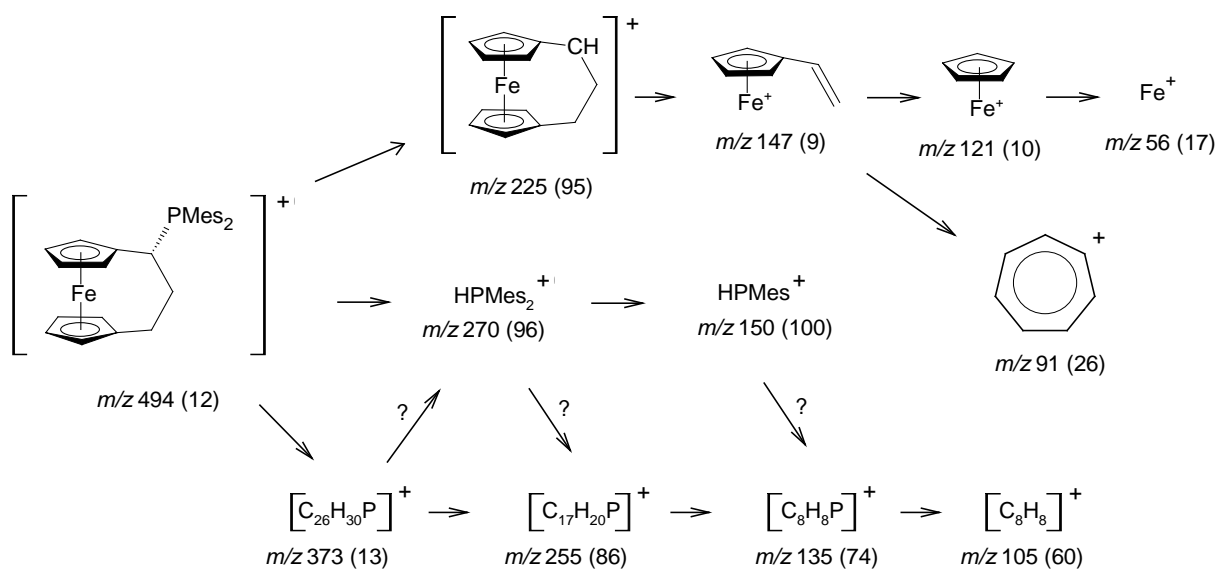 +
CH
Fe
m/z 225 (95)
Fe⁺
m/z 147 (9)
Fe⁺
m/z 121 (10)
Fe⁺
m/z 56 (17)
+
PMes₂
Fe
m/z 494 (12)
HPMes₂ +
m/z 270 (96)
HPMes +
m/z 150 (100)
+
m/z 91 (26)
?
?
?
[C₂₆H₃₀P]⁺
m/z 373 (13)
[C₁₇H₂₀P]⁺
m/z 255 (86)
[C₈H₈P]⁺
m/z 135 (74)
[C₈H₈]⁺
m/z 105 (60)